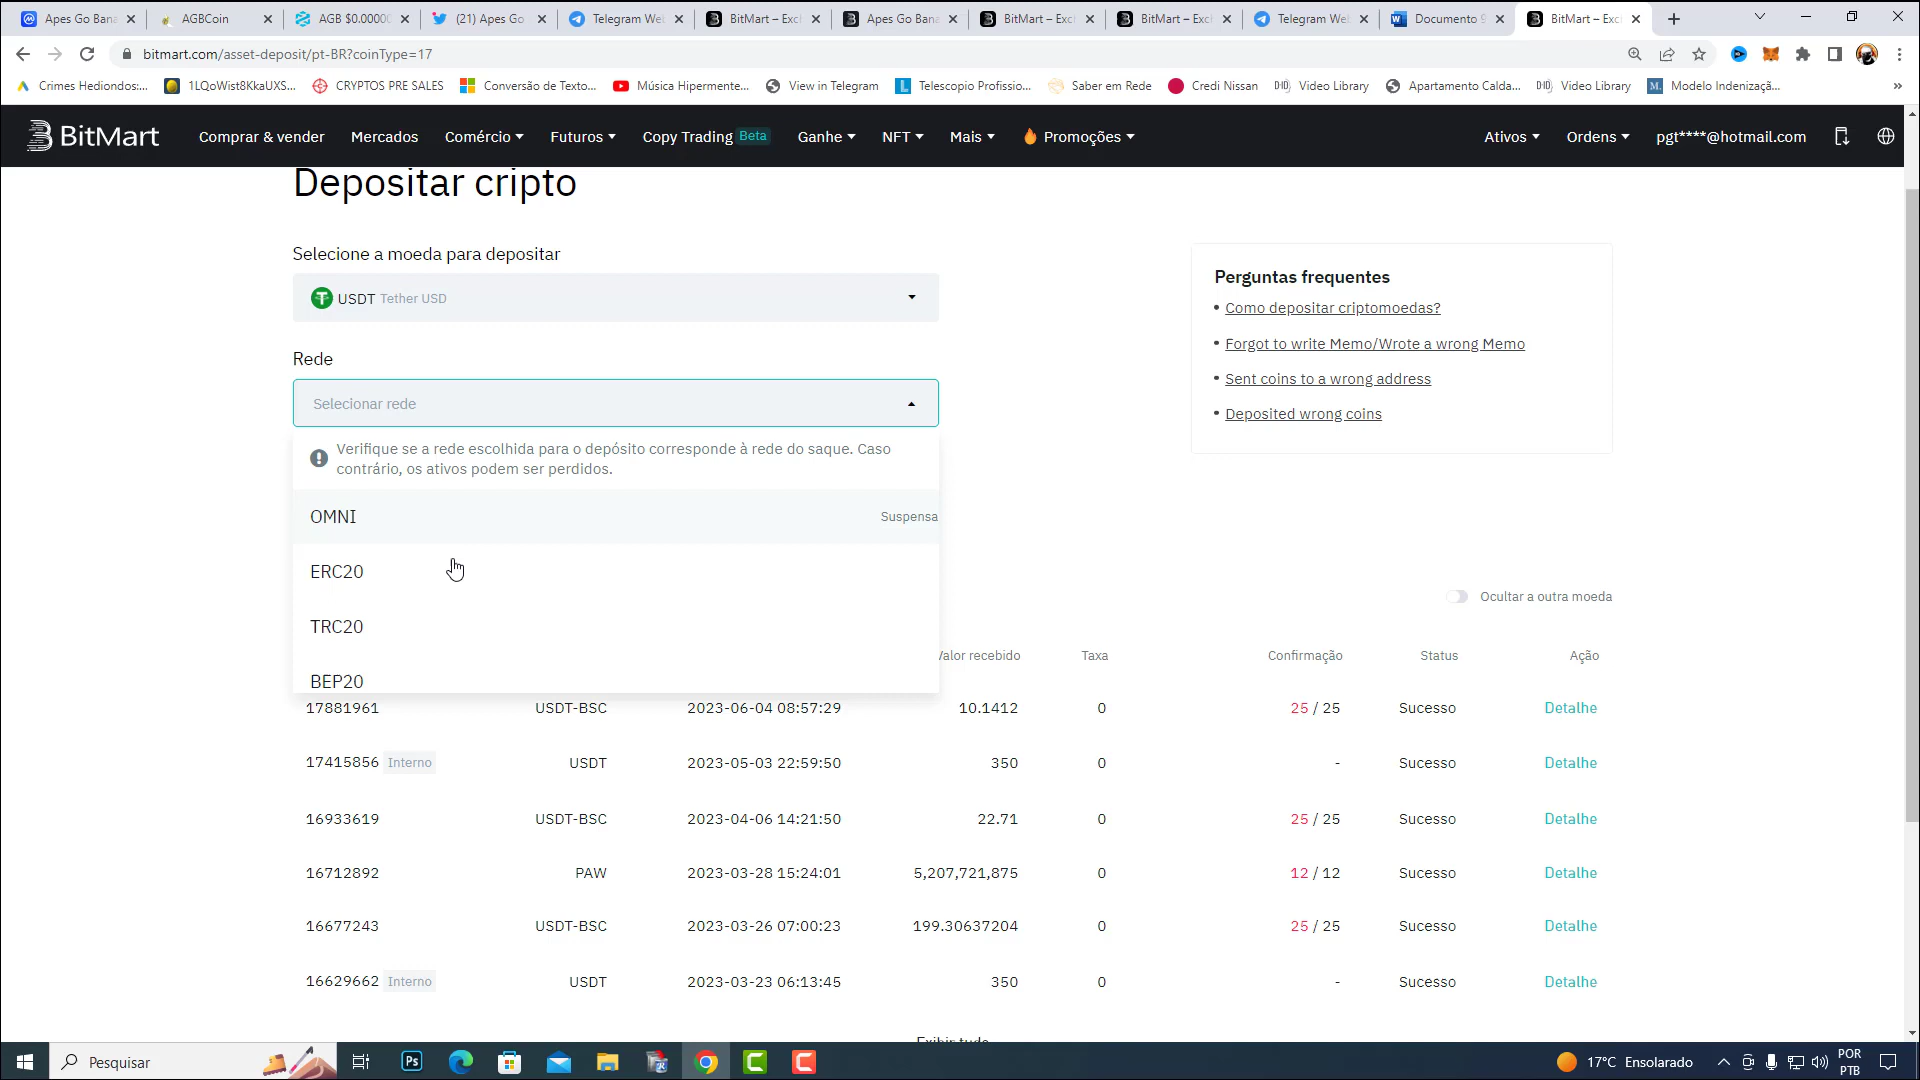 Apes Go Bana
AGBCoin
AGB $0.0000
(21) Apes Go
Telegram We
BitMart – Exc
Apes Go Bana
BitMart – Exc
BitMart – Exc
Telegram We
Documento 9
BitMart – Exc
bitmart.com/asset-deposit/pt-BR?coinType=17
Crimes Hediondos:...
1LQoWist8KkaUXS...
CRYPTOS PRE SALES
Conversão de Texto...
Música Hipermente...
View in Telegram
Telescopio Profissio...
Saber em Rede
Credi Nissan
Video Library
Apartamento Calda...
Video Library
Modelo Indenizaçã...
»
BitMart
Comprar & vender
Mercados
Comércio
Futuros
Copy Trading Beta
Ganhe
NFT
Mais
Promoções
Ativos
Ordens
pgt****@hotmail.com
Depositar cripto
Selecione a moeda para depositar
USDT Tether USD
Rede
Selecionar rede
Verifique se a rede escolhida para o depósito corresponde à rede do saque. Caso
contrário, os ativos podem ser perdidos.
OMNI Suspensa
ERC20
TRC20
BEP20
Perguntas frequentes
• Como depositar criptomoedas?
• Forgot to write Memo/Wrote a wrong Memo
• Sent coins to a wrong address
• Deposited wrong coins
Ocultar a outra moeda
Valor recebido Taxa Confirmação Status Ação
17881961 USDT-BSC 2023-06-04 08:57:29 10.1412 0 25 / 25 Sucesso Detalhe
17415856 Interno USDT 2023-05-03 22:59:50 350 0 - Sucesso Detalhe
16933619 USDT-BSC 2023-04-06 14:21:50 22.71 0 25 / 25 Sucesso Detalhe
16712892 PAW 2023-03-28 15:24:01 5,207,721,875 0 12 / 12 Sucesso Detalhe
16677243 USDT-BSC 2023-03-26 07:00:23 199.30637204 0 25 / 25 Sucesso Detalhe
16629662 Interno USDT 2023-03-23 06:13:45 350 0 - Sucesso Detalhe
Exibir tudo
Pesquisar
Ps
17°C Ensolarado
POR
PTB